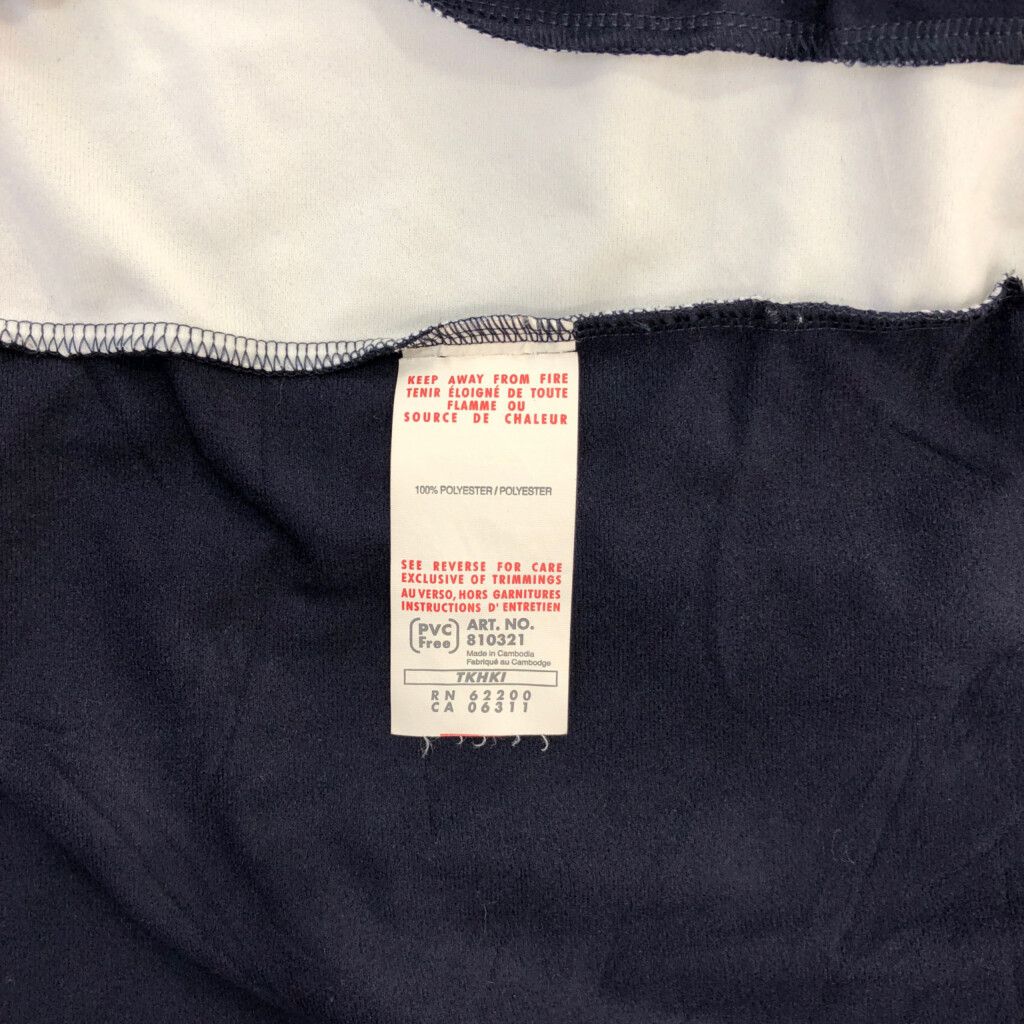 KEEP AWAY FROM FIRE
TENIR ÉLOIGNÉ DE TOUTE
FLAMME OU
SOURCE DE CHALEUR
100% POLYESTER / POLYESTER
SEE REVERSE FOR CARE
EXCLUSIVE OF TRIMMINGS
AU VERSO, HORS GARNITURES
INSTRUCTIONS D' ENTRETIEN
PVC Free
ART. NO.
810321
Made in Cambodia
Fabriqué au Cambodge
TKHKI
RN 62200
CA 06311